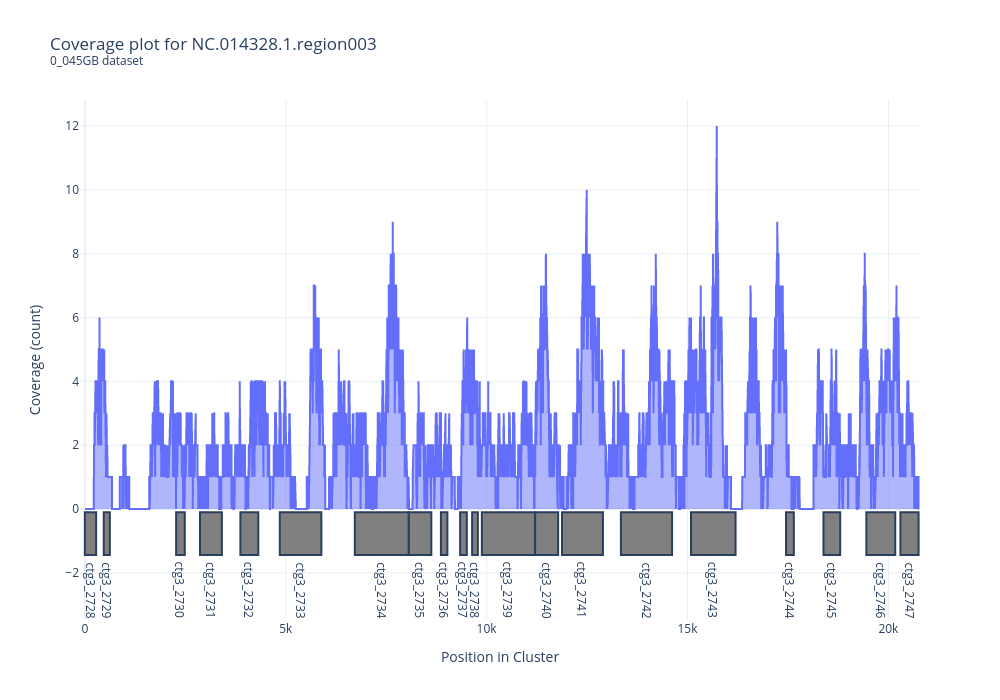 Coverage plot for NC.014328.1.region003
0_045GB dataset
12
10
8
6
4
2
0
−2
Coverage (count)
ctg3_2728
ctg3_2729
ctg3_2730
ctg3_2731
ctg3_2732
ctg3_2733
ctg3_2734
ctg3_2735
ctg3_2736
ctg3_2737
ctg3_2738
ctg3_2739
ctg3_2740
ctg3_2741
ctg3_2742
ctg3_2743
ctg3_2744
ctg3_2745
ctg3_2746
ctg3_2747
0 5k 10k 15k 20k
Position in Cluster